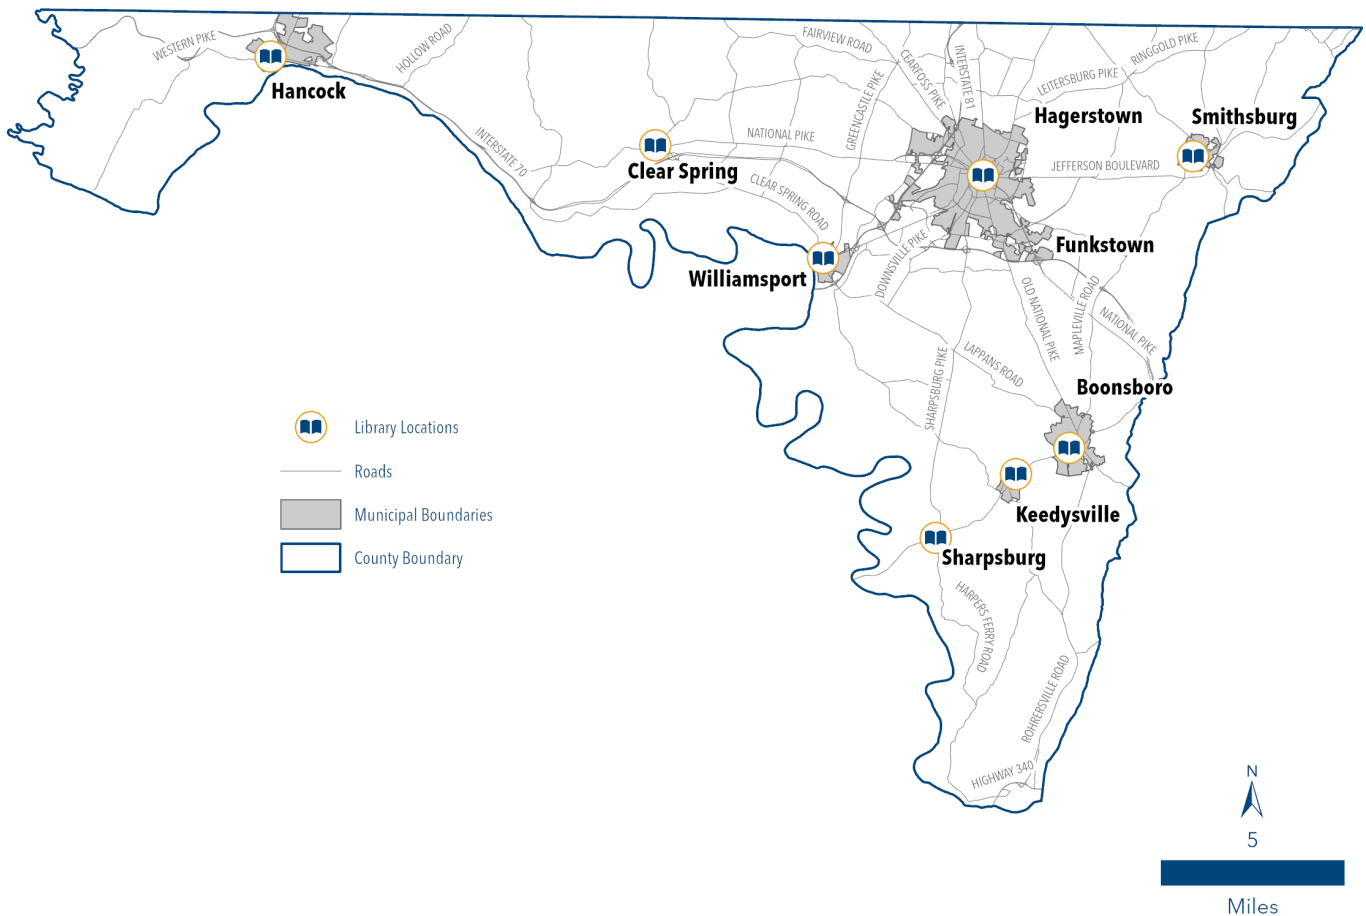 WESTERN PIKE
HOLLOW ROAD
Hancock
INTERSTATE 70
FAIRVIEW ROAD
CEARFOSS PIKE
INTERSTATE 81
GREENCASTLE PIKE
RINGGOLD PIKE
LEITERSBURG PIKE
Hagerstown
Smithsburg
NATIONAL PIKE
Clear Spring
JEFFERSON BOULEVARD
CLEAR SPRING ROAD
Funkstown
Williamsport
DOWNSVILLE PIKE
OLD NATIONAL PIKE
MAPLEVILLE ROAD
NATIONAL PIKE
SHARPSBURG PIKE
LAPPANS ROAD
Boonsboro
Keedysville
Sharpsburg
HARPERS FERRY ROAD
ROHRERSVILLE ROAD
HIGHWAY 340
Library Locations
Roads
Municipal Boundaries
County Boundary
N
5
Miles